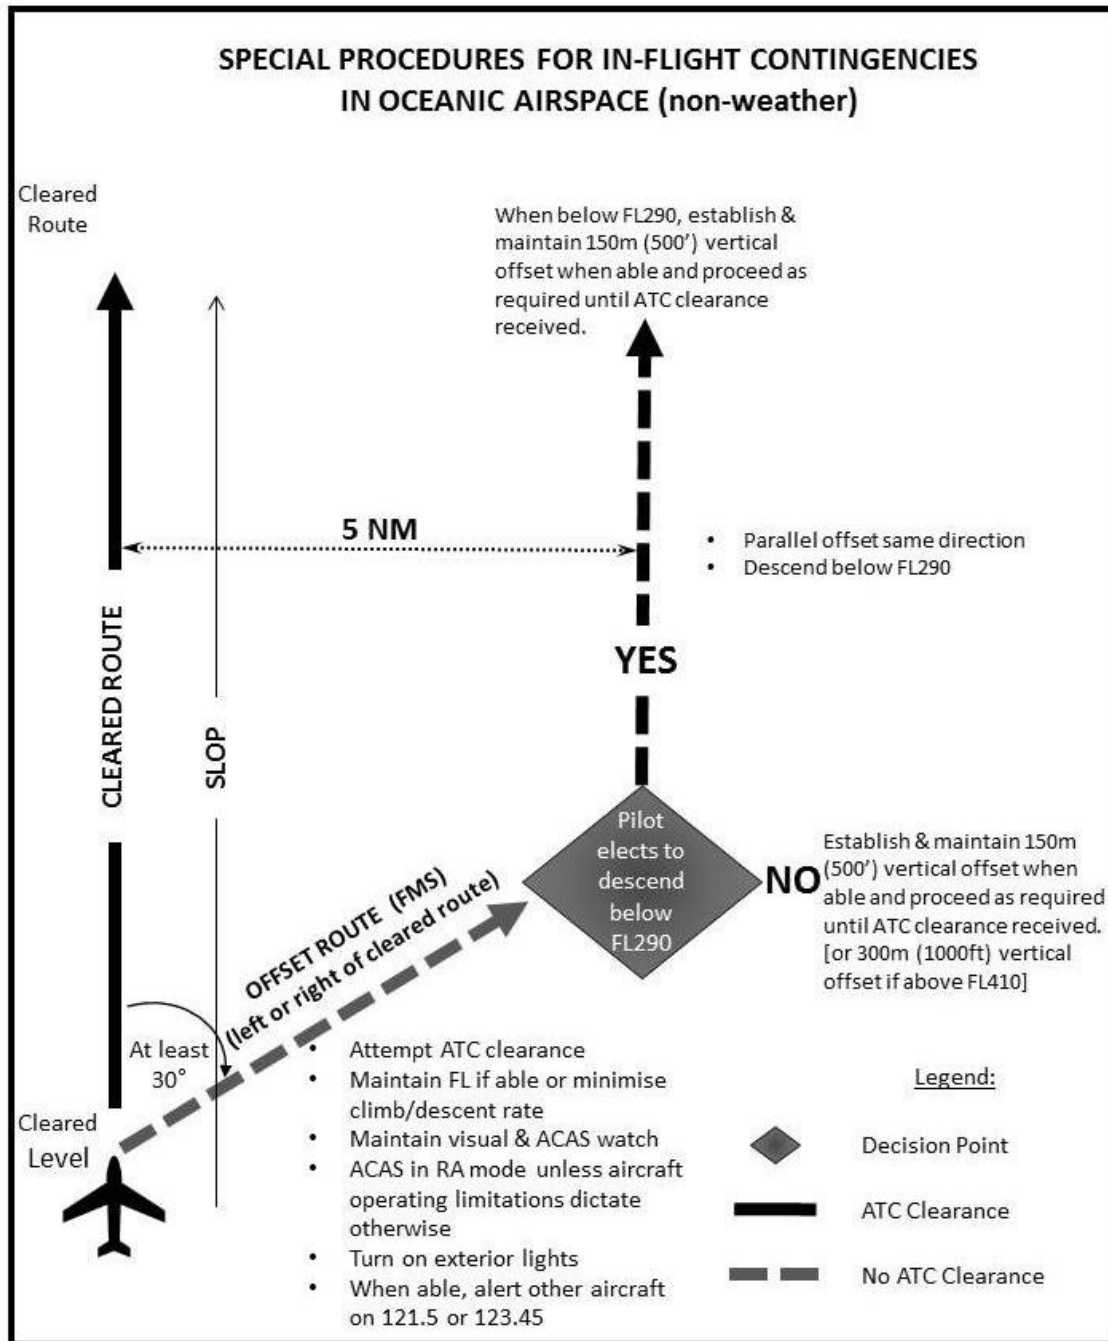 SPECIAL PROCEDURES FOR IN-FLIGHT CONTINGENCIES
IN OCEANIC AIRSPACE (non-weather)
Cleared
Route
When below FL290, establish &
maintain 150m (500’) vertical
offset when able and proceed as
required until ATC clearance
received.
5 NM
• Parallel offset same direction
• Descend below FL290
CLEARED ROUTE
SLOP
YES
Pilot
elects to
descend
below
FL290
NO
Establish & maintain 150m
(500’) vertical offset when
able and proceed as required
until ATC clearance received.
[or 300m (1000ft) vertical
offset if above FL410]
OFFSET ROUTE (FMS)
(left or right of cleared route)
At least
30°
Cleared
Level
• Attempt ATC clearance
• Maintain FL if able or minimise
climb/descent rate
• Maintain visual & ACAS watch
• ACAS in RA mode unless aircraft
operating limitations dictate
otherwise
• Turn on exterior lights
• When able, alert other aircraft
on 121.5 or 123.45
Legend:
Decision Point
ATC Clearance
No ATC Clearance